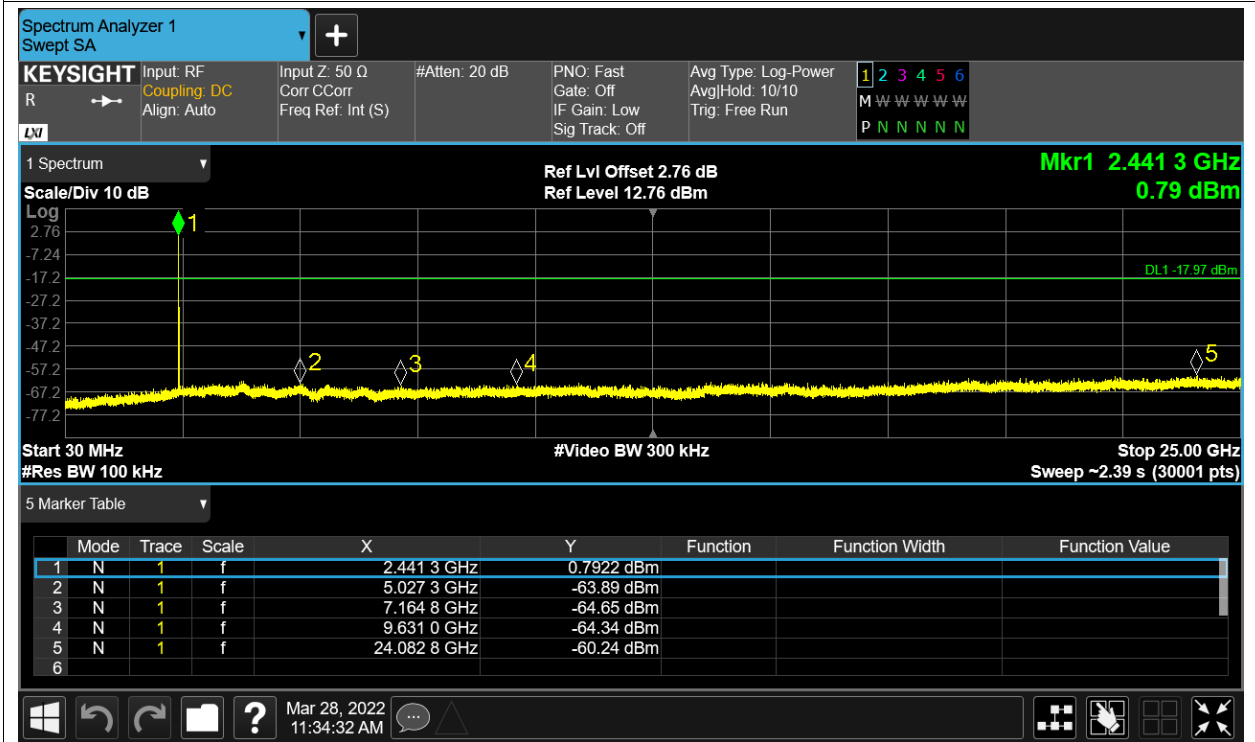 Spectrum Analyzer 1
Swept SA
+
KEYSIGHT
R
LXI
Input: RF
Coupling: DC
Align: Auto
Input Z: 50 Ω
Corr CCorr
Freq Ref: Int (S)
#Atten: 20 dB
PNO: Fast
Gate: Off
IF Gain: Low
Sig Track: Off
Avg Type: Log-Power
Avg|Hold: 10/10
Trig: Free Run
1 2 3 4 5 6
M W W W W W
P N N N N N
1 Spectrum
Scale/Div 10 dB
Ref Lvl Offset 2.76 dB
Ref Level 12.76 dBm
Mkr1 2.441 3 GHz
0.79 dBm
Log
2.76
-7.24
-17.2
-27.2
-37.2
-47.2
-57.2
-67.2
-77.2
1
DL1 -17.97 dBm
2
3
4
5
Start 30 MHz
#Video BW 300 kHz
Stop 25.00 GHz
#Res BW 100 kHz
Sweep ~2.39 s (30001 pts)
5 Marker Table
Mode Trace Scale X Y Function Function Width Function Value
1 N 1 f 2.441 3 GHz 0.7922 dBm
2 N 1 f 5.027 3 GHz -63.89 dBm
3 N 1 f 7.164 8 GHz -64.65 dBm
4 N 1 f 9.631 0 GHz -64.34 dBm
5 N 1 f 24.082 8 GHz -60.24 dBm
6
?
Mar 28, 2022
11:34:32 AM